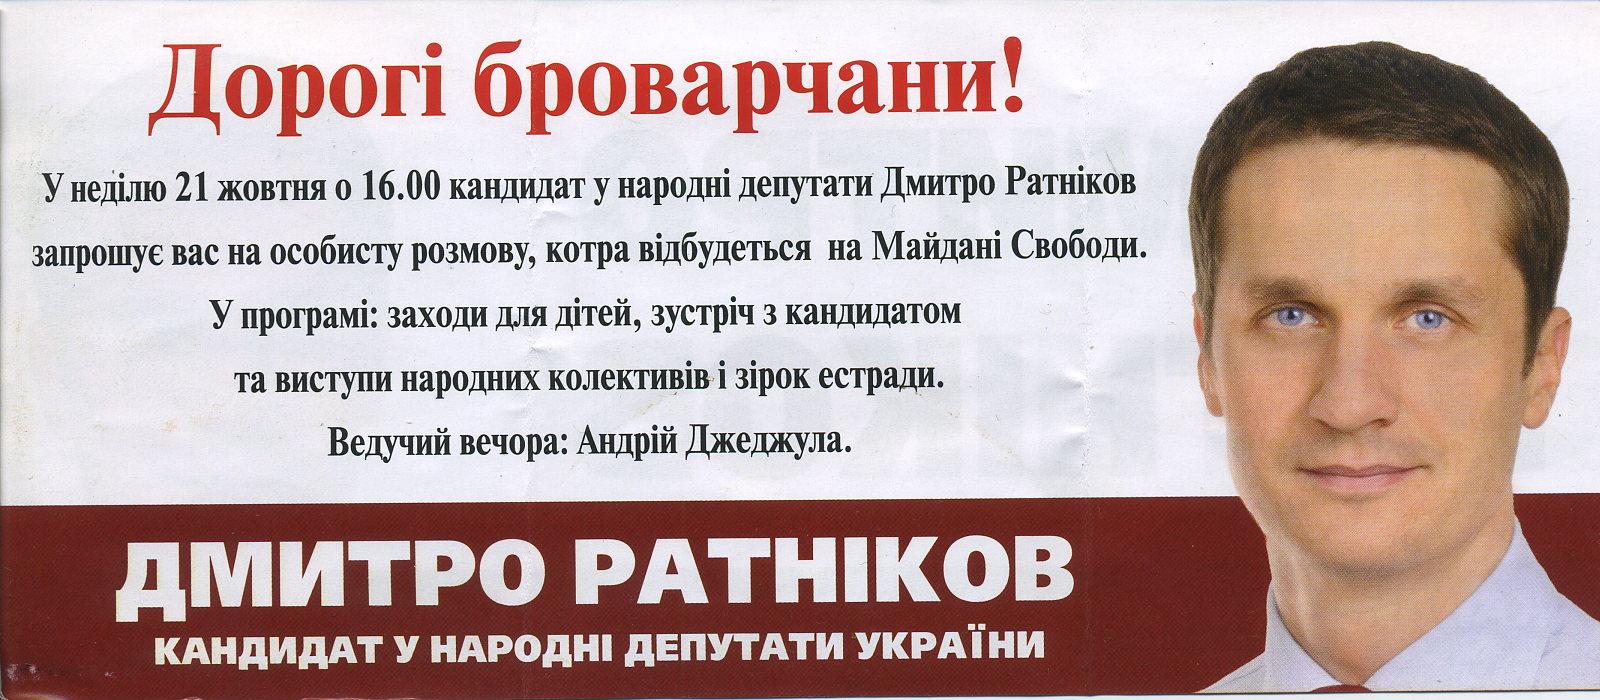 Дорогі броварчани!
У неділю 21 жовтня о 16.00 кандидат у народні депутати Дмитро Ратніков
запрошує вас на особисту розмову, котра відбудеться на Майдані Свободи.
У програмі: заходи для дітей, зустріч з кандидатом
та виступи народних колективів і зірок естради.
Ведучий вечора: Андрій Джеджула.
ДМИТРО РАТНІКОВ
КАНДИДАТ У НАРОДНІ ДЕПУТАТИ УКРАЇНИ